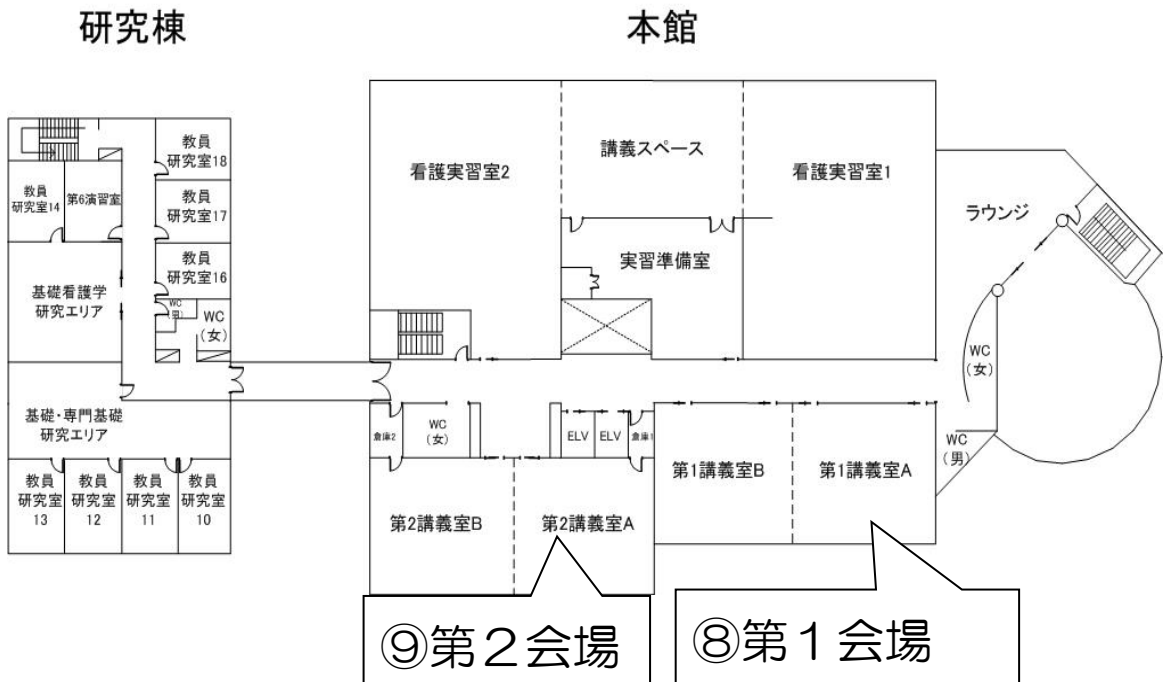 研究棟
本館
教員
研究室18
教員
研究室14
第6演習室
教員
研究室17
教員
研究室16
基礎看護学
研究エリア
WC
(男)
WC
(女)
基礎・専門基礎
研究エリア
教員
研究室
13
教員
研究室
12
教員
研究室
11
教員
研究室
10
看護実習室2
講義スペース
看護実習室1
実習準備室
ラウンジ
WC
(女)
WC
(男)
倉庫2
WC
(女)
ELV
ELV
倉庫1
第2講義室B
第2講義室A
第1講義室B
第1講義室A
⑨第2会場
⑧第1会場